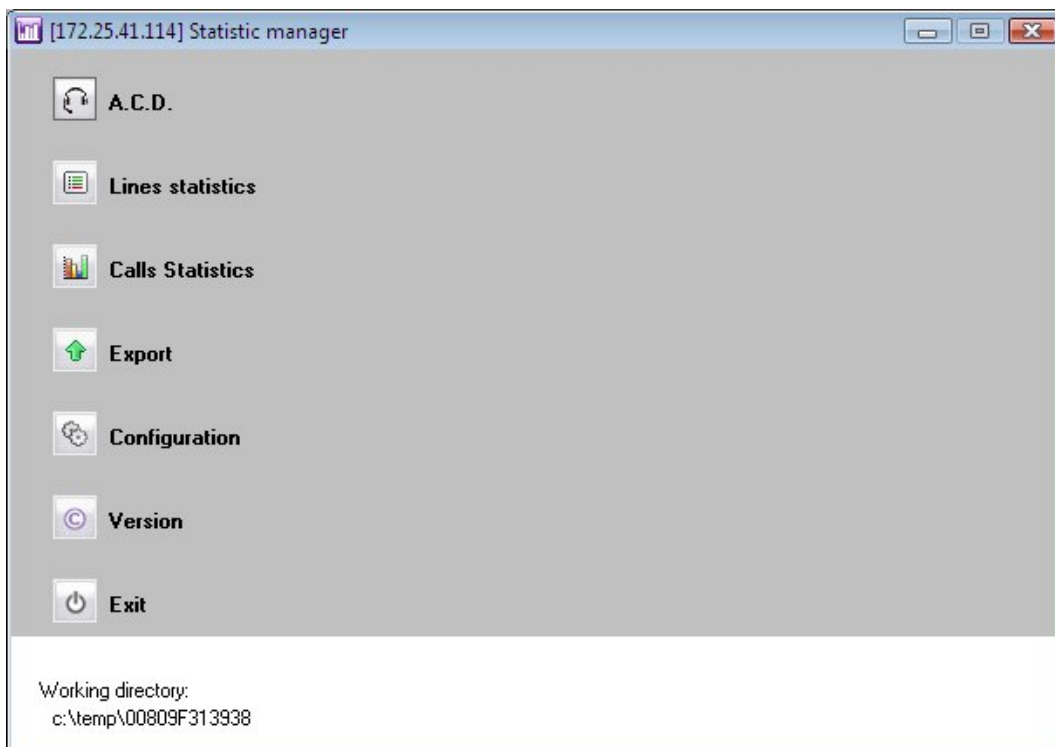 [172.25.41.114] Statistic manager
A.C.D.
Lines statistics
Calls Statistics
Export
Configuration
Version
Exit
Working directory:
c:\temp\00809F313938